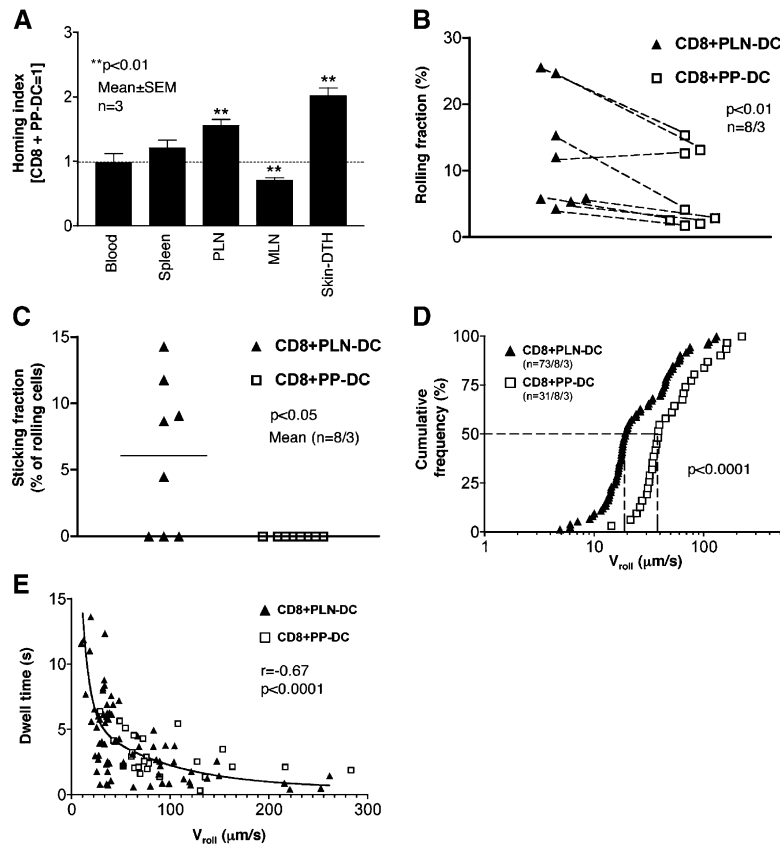 A
Homing index
[CD8 + PP-DC=1]
3
2
1
0
**p<0.01
Mean±SEM
n=3
**
**
**
Blood
Spleen
PLN
MLN
Skin-DTH
B
Rolling fraction (%)
30
20
10
0
CD8+PLN-DC
CD8+PP-DC
p<0.01
n=8/3
C
Sticking fraction
(% of rolling cells)
15
10
5
0
CD8+PLN-DC
CD8+PP-DC
p<0.05
Mean (n=8/3)
D
Cumulative
frequency (%)
100
75
50
25
0
CD8+PLN-DC
(n=73/8/3)
CD8+PP-DC
(n=31/8/3)
p<0.0001
1
10
100
Vroll (μm/s)
E
Dwell time (s)
15
10
5
0
CD8+PLN-DC
CD8+PP-DC
r=-0.67
p<0.0001
0
100
200
300
Vroll (μm/s)